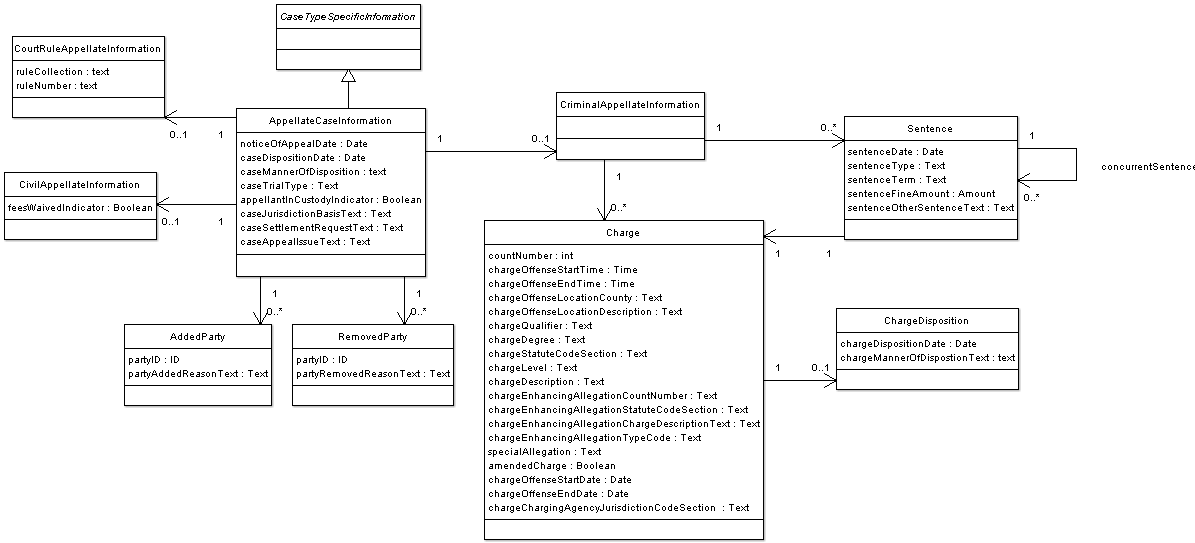 CaseTypeSpecificInformation
CourtRuleAppellateInformation
ruleCollection : text
ruleNumber : text
0..1
1
AppellateCaseInformation
noticeOfAppealDate : Date
caseDispositionDate : Date
caseMannerOfDisposition : text
caseTrialType : Text
appellantInCustodyIndicator : Boolean
caseJurisdictionBasisText : Text
caseSettlementRequestText : Text
caseAppealIssueText : Text
CivilAppellateInformation
feesWaivedIndicator : Boolean
0..1
1
1
0..*
1
0..*
AddedParty
partyID : ID
partyAddedReasonText : Text
RemovedParty
partyID : ID
partyRemovedReasonText : Text
1
0..1
CriminalAppellateInformation
1
0..*
1
0..*
Sentence
sentenceDate : Date
sentenceType : Text
sentenceTerm : Text
sentenceFineAmount : Amount
sentenceOtherSentenceText : Text
1
0..*
concurrentSentence
1
1
Charge
countNumber : int
chargeOffenseStartTime : Time
chargeOffenseEndTime : Time
chargeOffenseLocationCounty : Text
chargeOffenseLocationDescription : Text
chargeQualifier : Text
chargeDegree : Text
chargeStatuteCodeSection : Text
chargeLevel : Text
chargeDescription : Text
chargeEnhancingAllegationCountNumber : Text
chargeEnhancingAllegationStatuteCodeSection : Text
chargeEnhancingAllegationChargeDescriptionText : Text
chargeEnhancingAllegationTypeCode : Text
specialAllegation : Text
amendedCharge : Boolean
chargeOffenseStartDate : Date
chargeOffenseEndDate : Date
chargeChargingAgencyJurisdictionCodeSection : Text
1
0..1
ChargeDisposition
chargeDispositionDate : Date
chargeMannerOfDispostionText : text